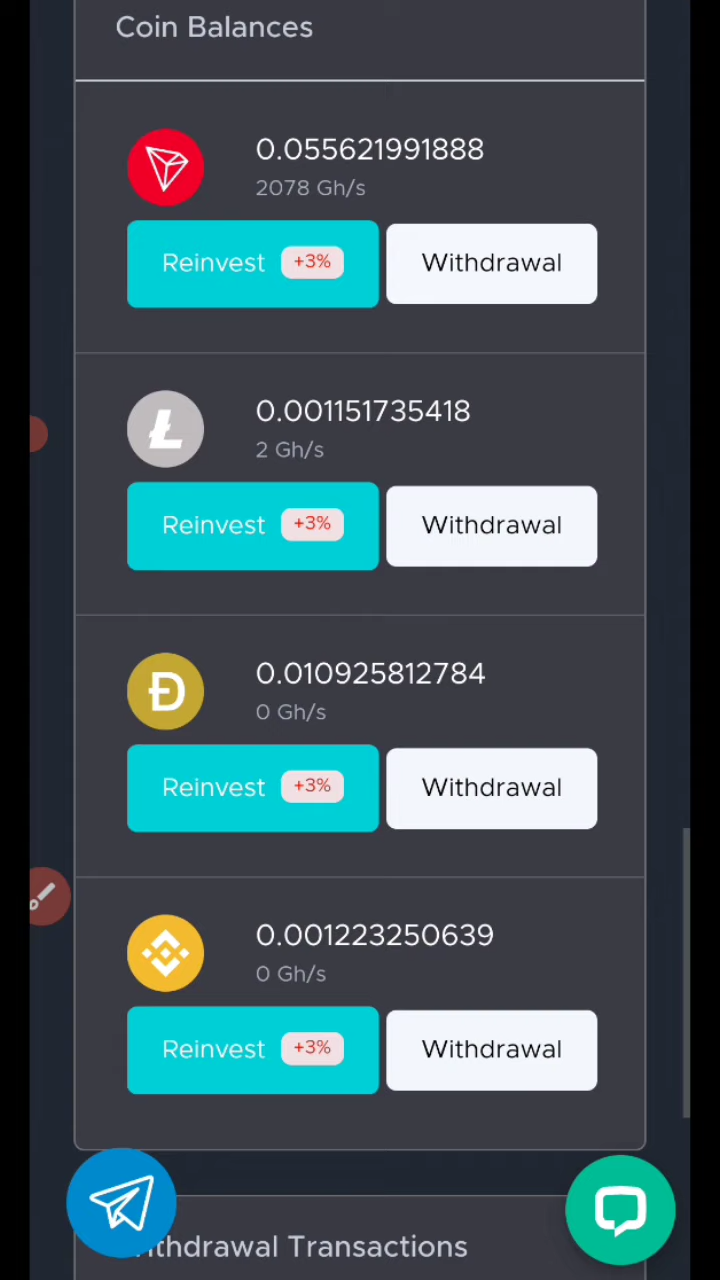 Coin Balances
0.055621991888
2078 Gh/s
Reinvest +3% Withdrawal
0.001151735418
2 Gh/s
Reinvest +3% Withdrawal
0.010925812784
0 Gh/s
Reinvest +3% Withdrawal
0.001223250639
0 Gh/s
Reinvest +3% Withdrawal
Transactions